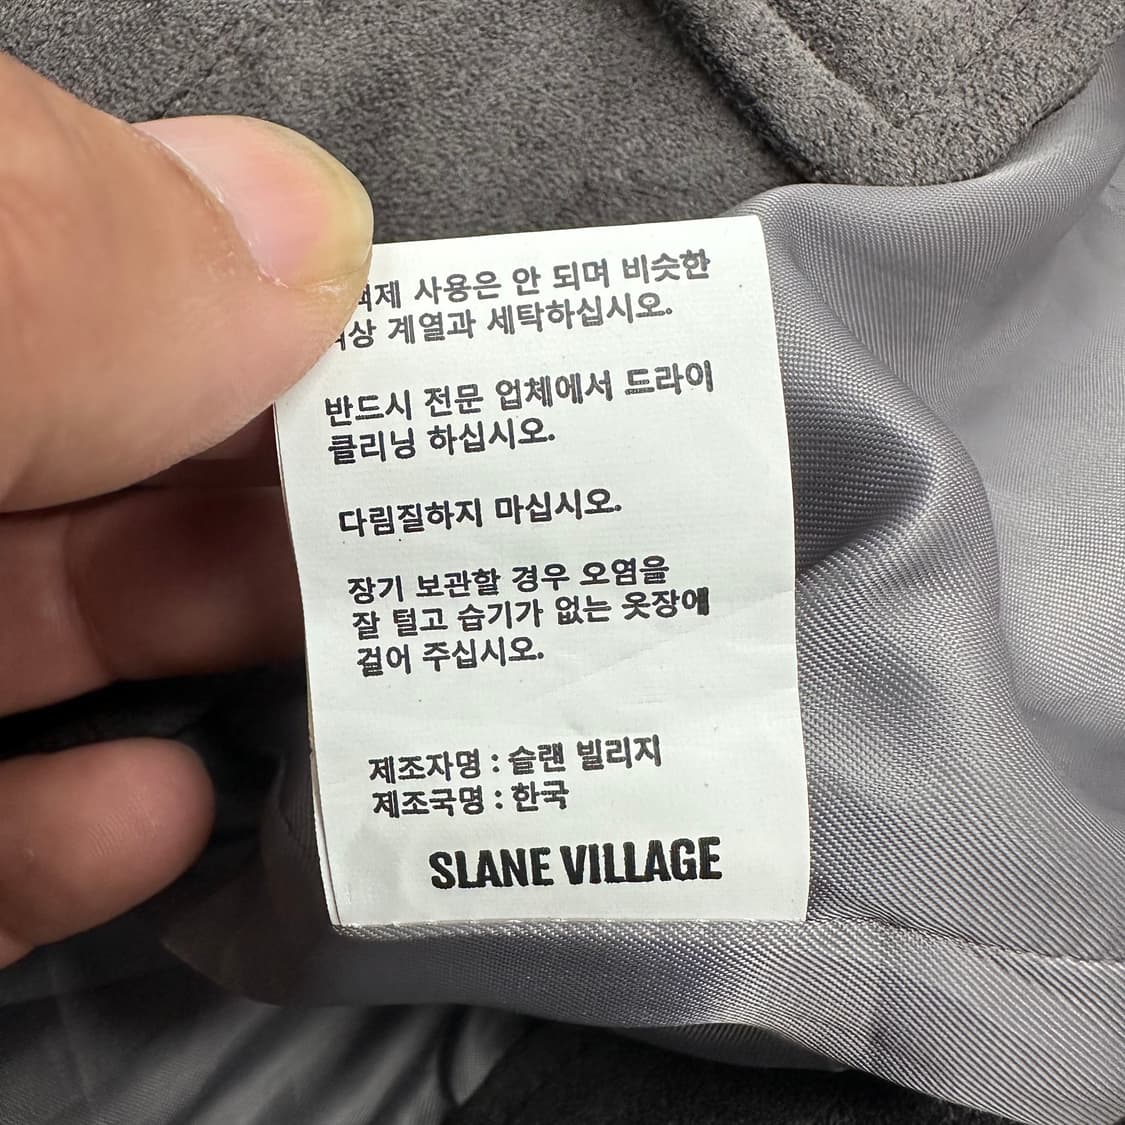 사용은 안 되며 비슷한
계열과 세탁하십시오.
반드시 전문 업체에서 드라이
클리닝 하십시오.
다림질하지 마십시오.
장기 보관할 경우 오염을
잘 털고 습기가 없는 옷장에
걸어 주십시오.
제조자명 : 슬랜 빌리지
제조국명 : 한국
SLANE VILLAGE